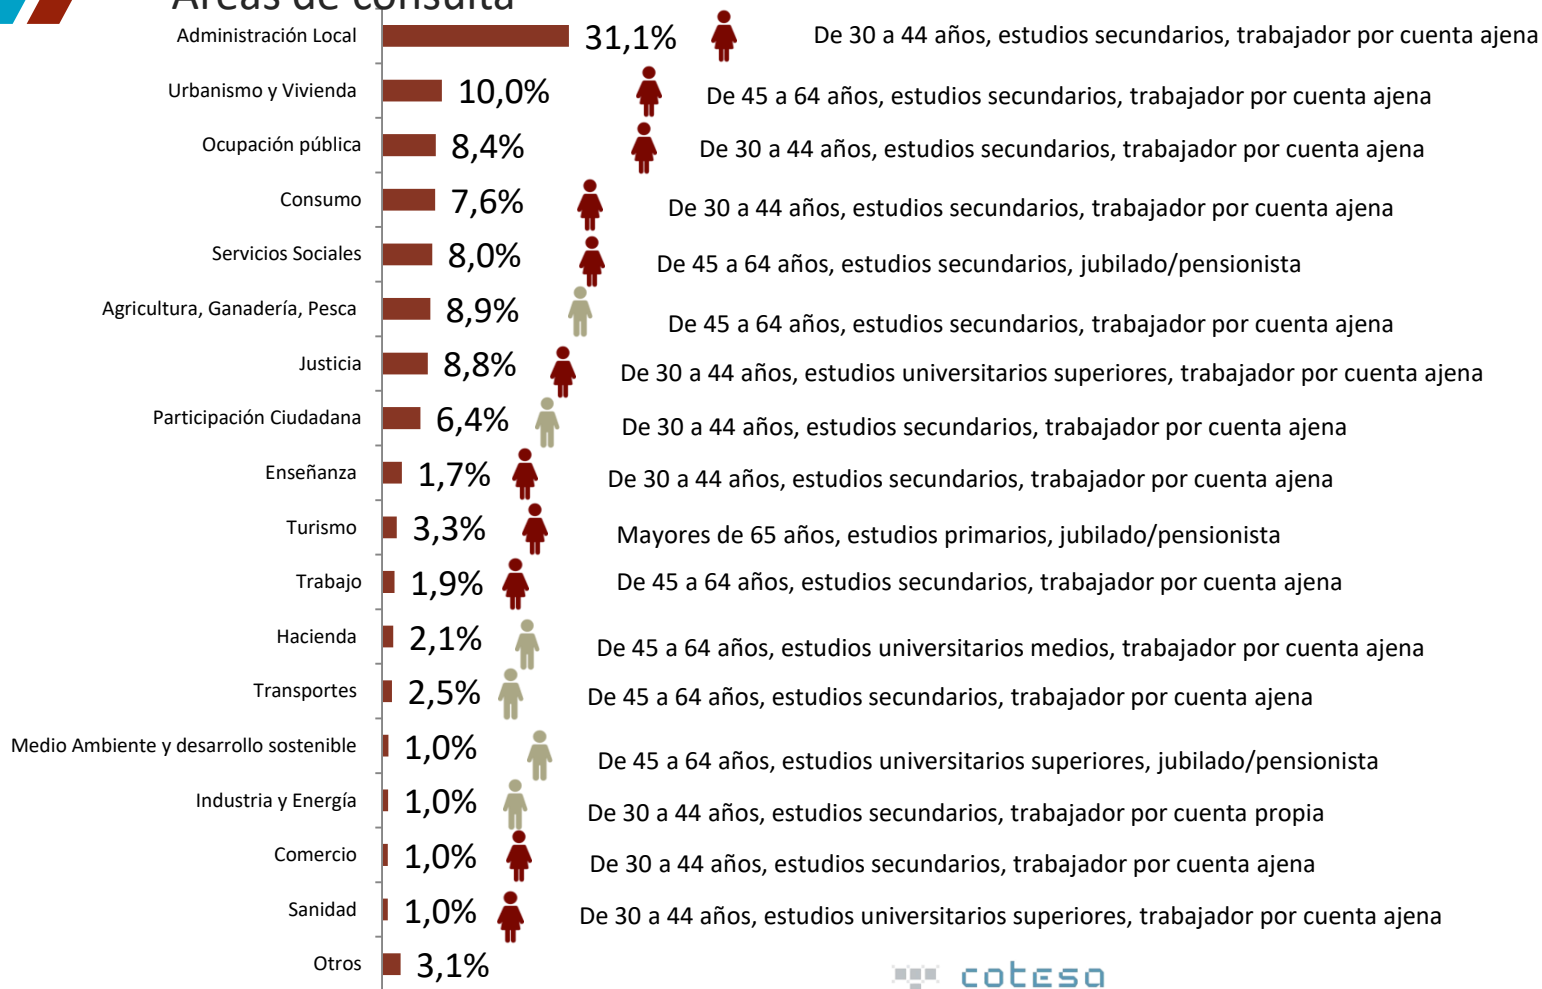 Áreas de consulta
Administración Local 31,1% De 30 a 44 años, estudios secundarios, trabajador por cuenta ajena
Urbanismo y Vivienda 10,0% De 45 a 64 años, estudios secundarios, trabajador por cuenta ajena
Ocupación pública 8,4% De 30 a 44 años, estudios secundarios, trabajador por cuenta ajena
Consumo 7,6% De 30 a 44 años, estudios secundarios, trabajador por cuenta ajena
Servicios Sociales 8,0% De 45 a 64 años, estudios secundarios, jubilado/pensionista
Agricultura, Ganadería, Pesca 8,9% De 45 a 64 años, estudios secundarios, trabajador por cuenta ajena
Justicia 8,8% De 30 a 44 años, estudios universitarios superiores, trabajador por cuenta ajena
Participación Ciudadana 6,4% De 30 a 44 años, estudios secundarios, trabajador por cuenta ajena
Enseñanza 1,7% De 30 a 44 años, estudios secundarios, trabajador por cuenta ajena
Turismo 3,3% Mayores de 65 años, estudios primarios, jubilado/pensionista
Trabajo 1,9% De 45 a 64 años, estudios secundarios, trabajador por cuenta ajena
Hacienda 2,1% De 45 a 64 años, estudios universitarios medios, trabajador por cuenta ajena
Transportes 2,5% De 45 a 64 años, estudios secundarios, trabajador por cuenta ajena
Medio Ambiente y desarrollo sostenible 1,0% De 45 a 64 años, estudios universitarios superiores, jubilado/pensionista
Industria y Energía 1,0% De 30 a 44 años, estudios secundarios, trabajador por cuenta propia
Comercio 1,0% De 30 a 44 años, estudios secundarios, trabajador por cuenta ajena
Sanidad 1,0% De 30 a 44 años, estudios universitarios superiores, trabajador por cuenta ajena
Otros 3,1%
cotesa